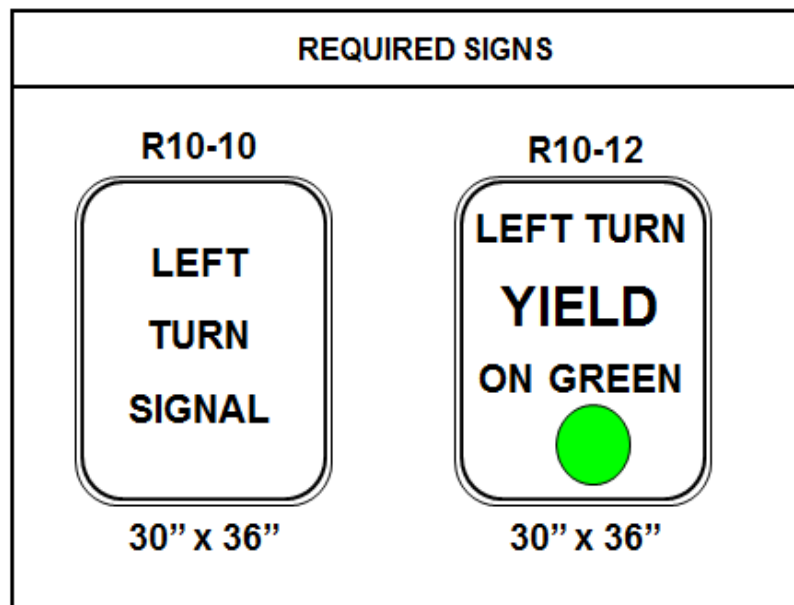 REQUIRED SIGNS
R10-10
LEFT
TURN
SIGNAL
30” x 36”
R10-12
LEFT TURN
YIELD
ON GREEN
30” x 36”